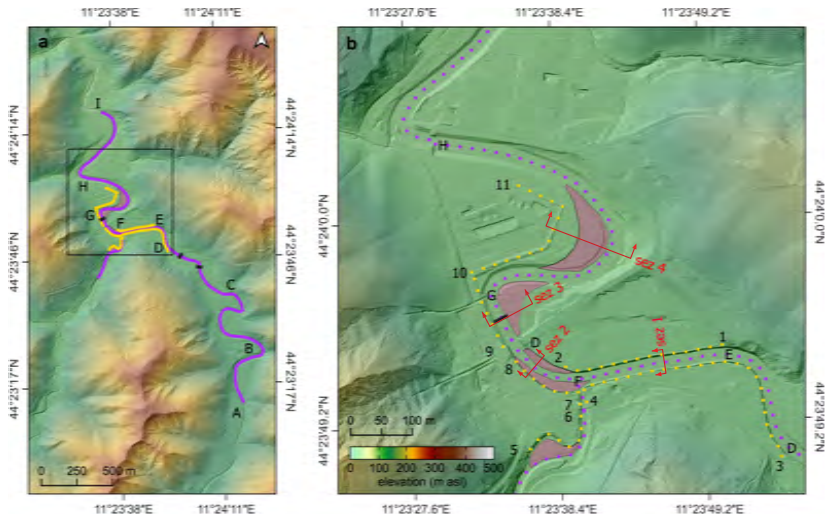 11°23'38"E 11°24'11"E
a
I
H
G
F
E
D
C
B
A
44°24'14"N
44°24'14"N
44°23'46"N
44°23'46"N
44°23'17"N
44°23'17"N
0 250 500 m
11°23'38"E 11°24'11"E
11°23'27.6"E 11°23'38.4"E 11°23'49.2"E
b
H
11
44°24'0.0"N
44°24'0.0"N
sez 4
10
G
sez 3
9
D
sez 2
2
8
F
sez 1
1
E
7
4
6
5
D
3
44°23'49.2"N
44°23'49.2"N
0 50 100 m
0 100 200 300 400 500
elevation (m asl)
11°23'27.6"E 11°23'38.4"E 11°23'49.2"E